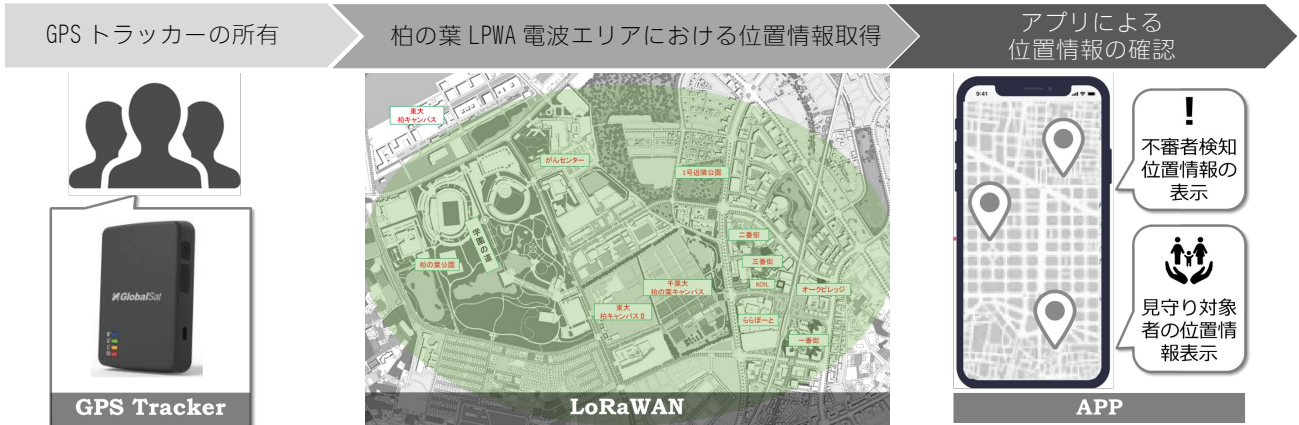 GPS トラッカーの所有
柏の葉 LPWA 電波エリアにおける位置情報取得
アプリによる
位置情報の確認
GlobalSat
GPS Tracker
東大
柏キャンパス
がんセンター
1号近隣公園
学園の道
柏の葉公園
二番街
三番街
KOIL
千葉大
柏の葉キャンパス
オークビレッジ
東大
柏キャンパスⅡ
ららぽーと
一番街
LoRaWAN
9:41
!
不審者検知
位置情報の
表示
見守り対象
者の位置情
報表示
APP